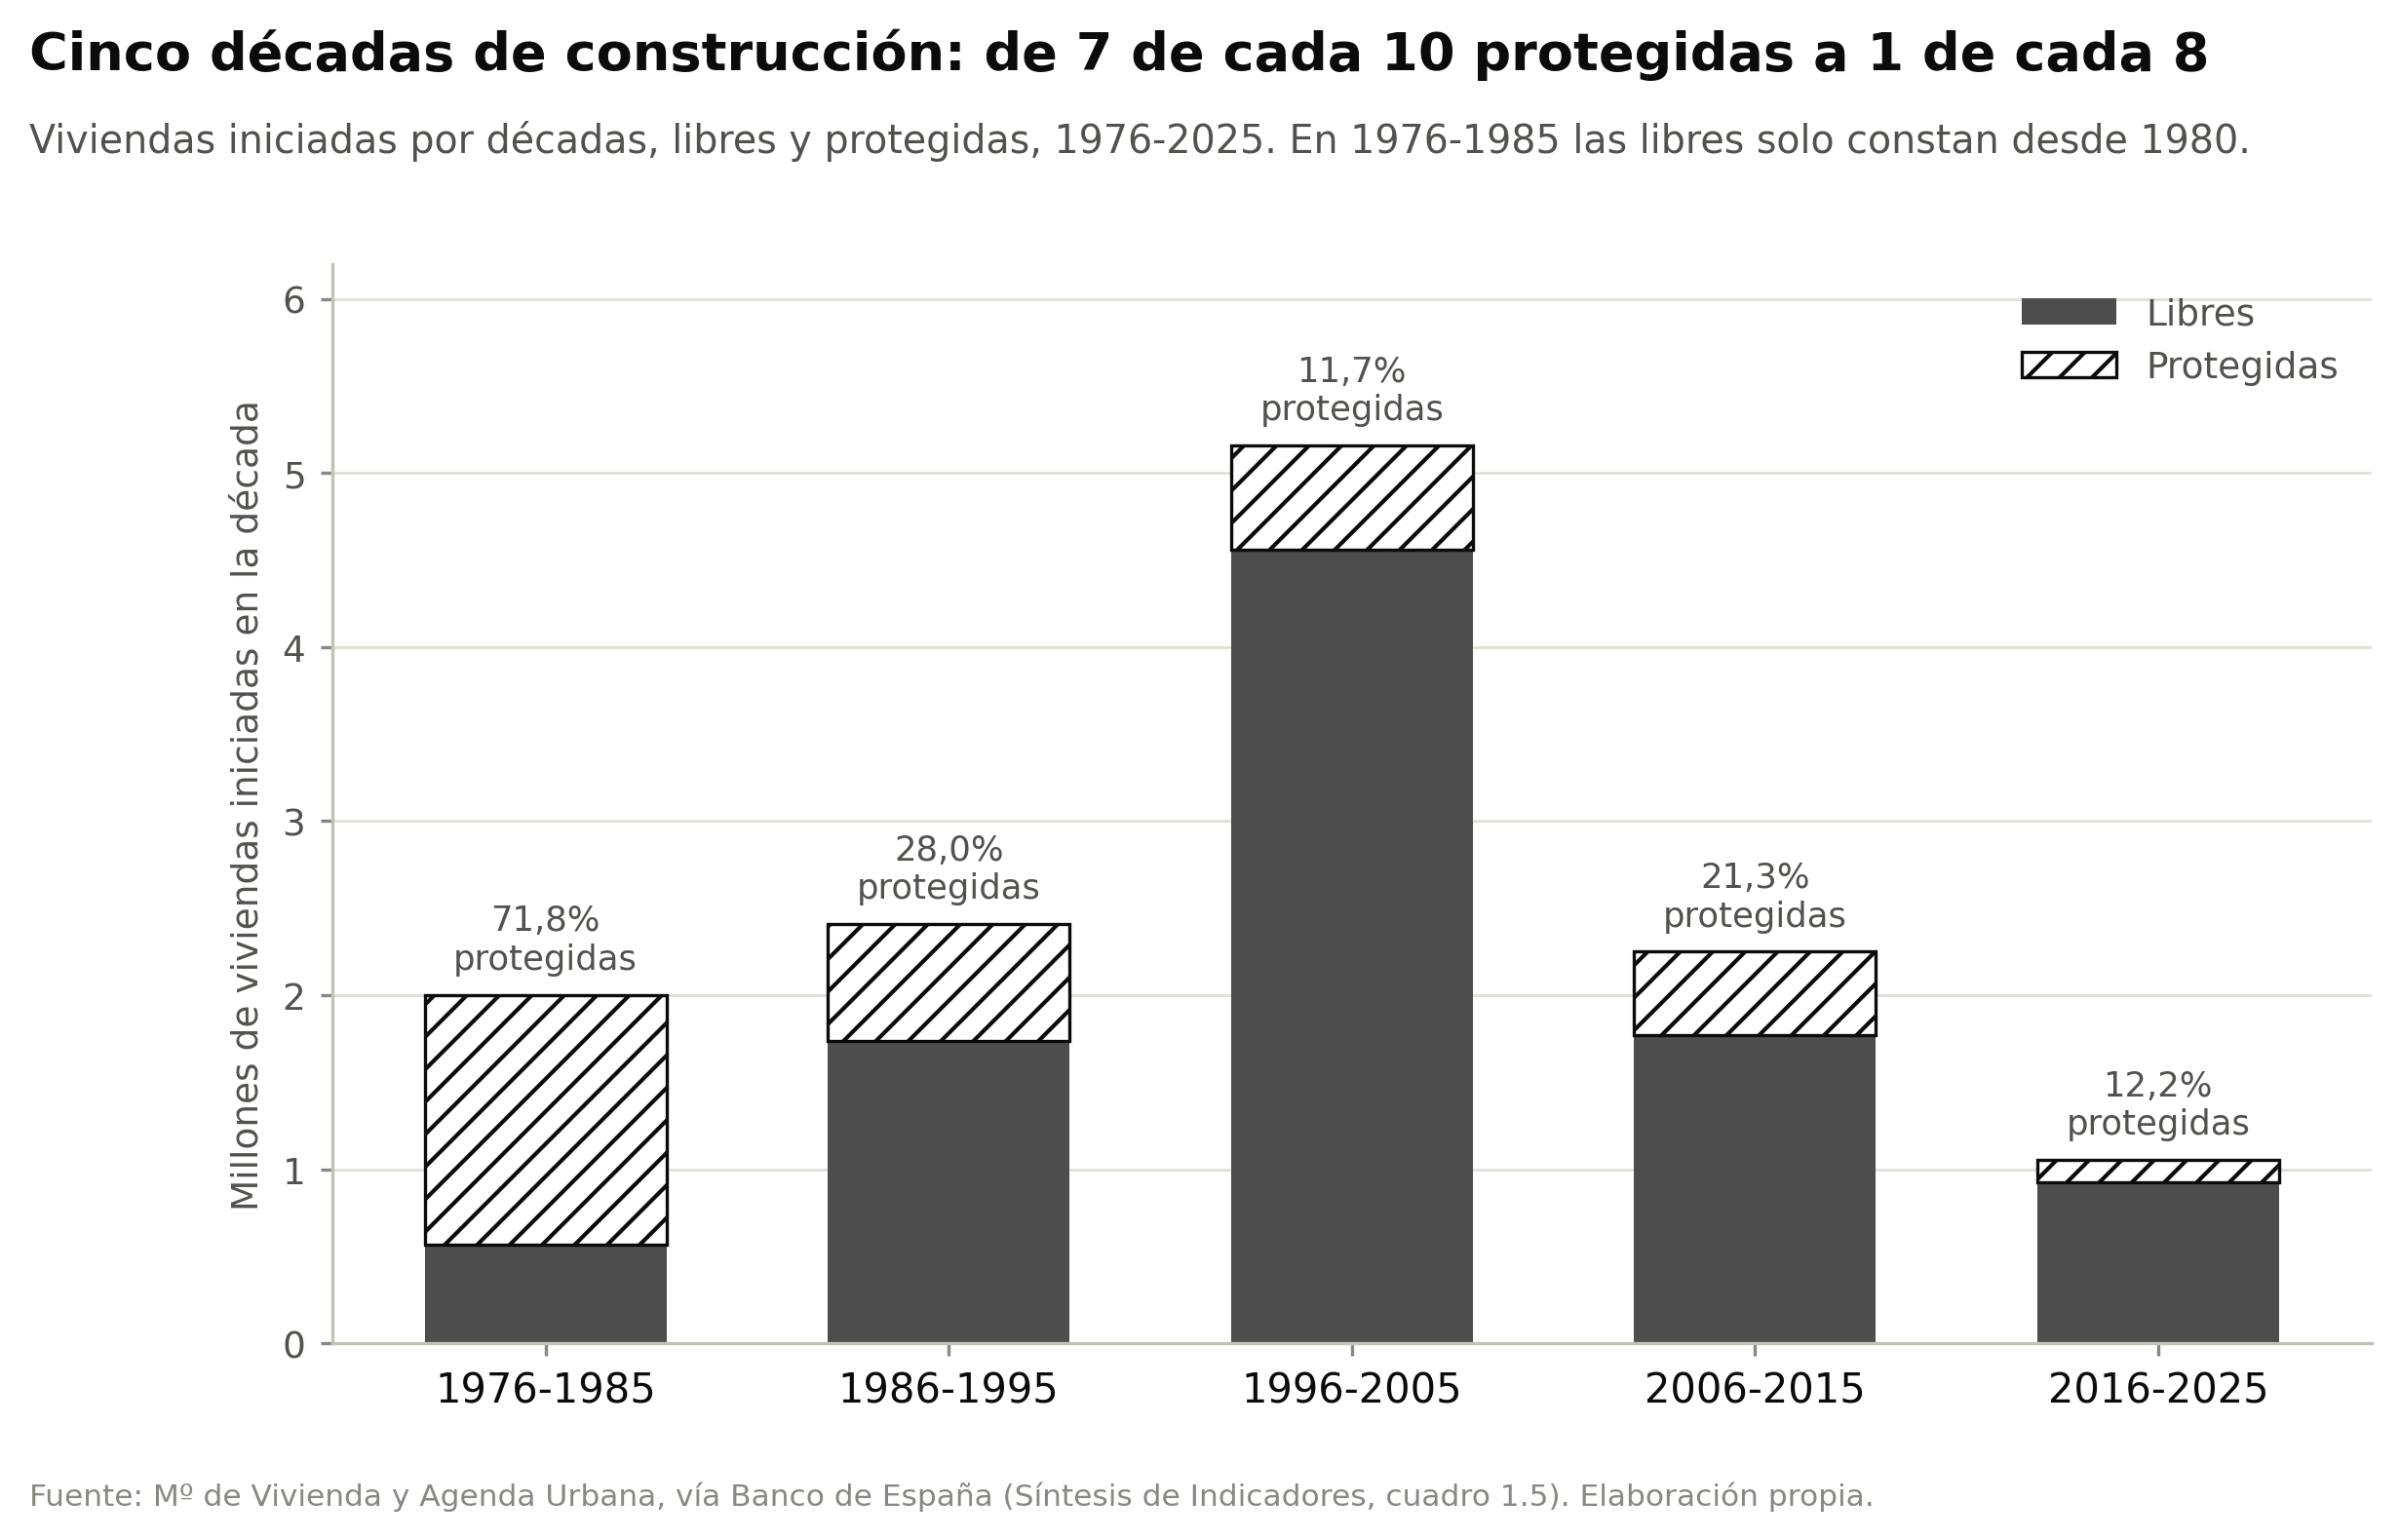 Cinco décadas de construcción: de 7 de cada 10 protegidas a 1 de cada 8
Viviendas iniciadas por décadas, libres y protegidas, 1976-2025. En 1976-1985 las libres solo constan desde 1980.
Millones de viviendas iniciadas en la década
6
5
4
3
2
1
0
Libres
Protegidas
71,8%
protegidas
28,0%
protegidas
11,7%
protegidas
21,3%
protegidas
12,2%
protegidas
1976-1985
1986-1995
1996-2005
2006-2015
2016-2025
Fuente: Mº de Vivienda y Agenda Urbana, vía Banco de España (Síntesis de Indicadores, cuadro 1.5). Elaboración propia.